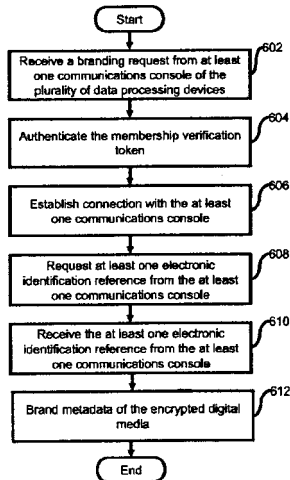 Start
602
Receive a branding request from at least
one communications console of the
plurality of data processing devices
604
Authenticate the membership verification
token
606
Establish connection with the at least
one communications console
608
Request at least one electronic
identification reference from the at least
one communications console
610
Receive the at least one electronic
identification reference from the at least
one communications console
612
Brand metadata of the encrypted digital
media
End